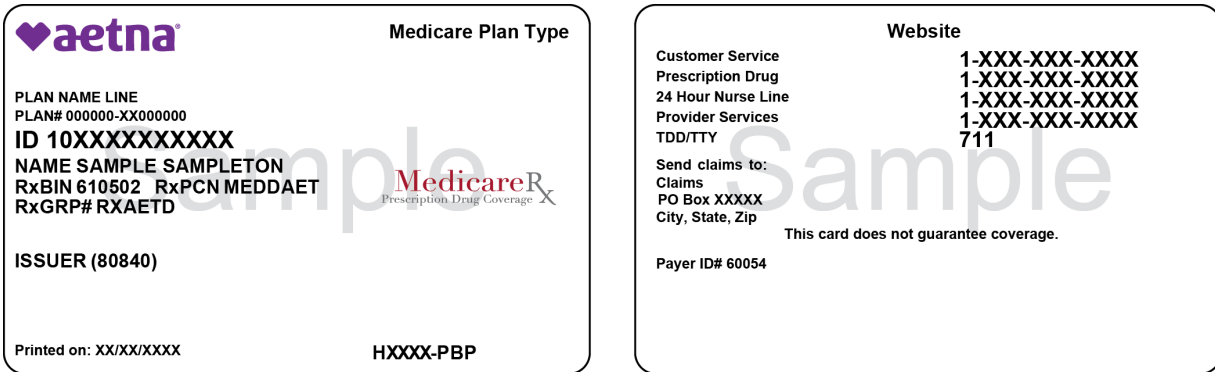 aetna®
Medicare Plan Type
PLAN NAME LINE
PLAN# 000000-XX000000
ID 10XXXXXXXXXX
NAME SAMPLE SAMPLETON
RxBIN 610502 RxPCN MEDDAET
RxGRP# RXAETD
MedicareRx
Prescription Drug Coverage
ISSUER (80840)
Printed on: XX/XX/XXXX
HXXXX-PBP
Sample
Website
Customer Service 1-XXX-XXX-XXXX
Prescription Drug 1-XXX-XXX-XXXX
24 Hour Nurse Line 1-XXX-XXX-XXXX
Provider Services 1-XXX-XXX-XXXX
TDD/TTY 711
Send claims to:
Claims
PO Box XXXXX
City, State, Zip
This card does not guarantee coverage.
Payer ID# 60054
Sample